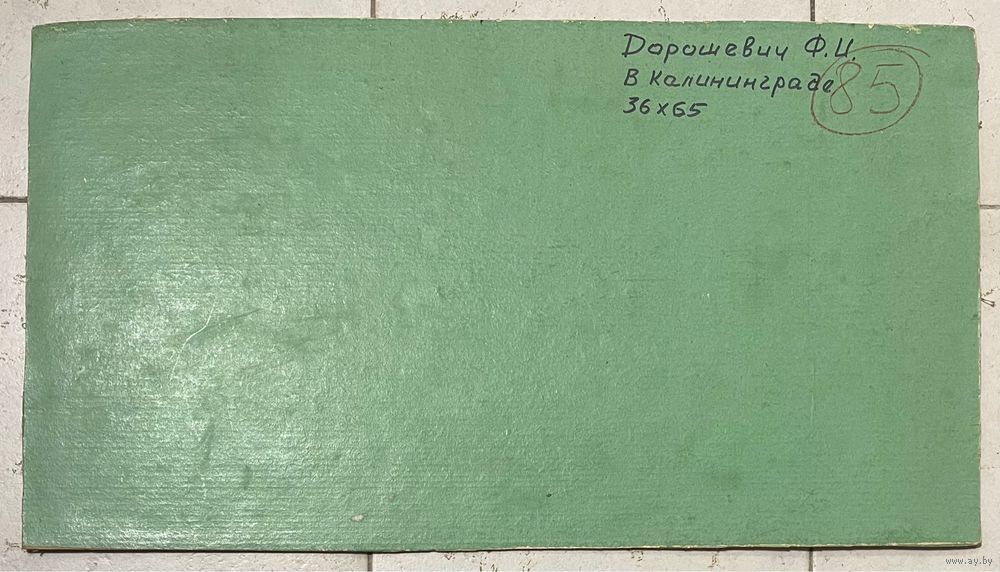 Дорошевич Ф.И.
В Калининграде
85
36х65
www.ay.by